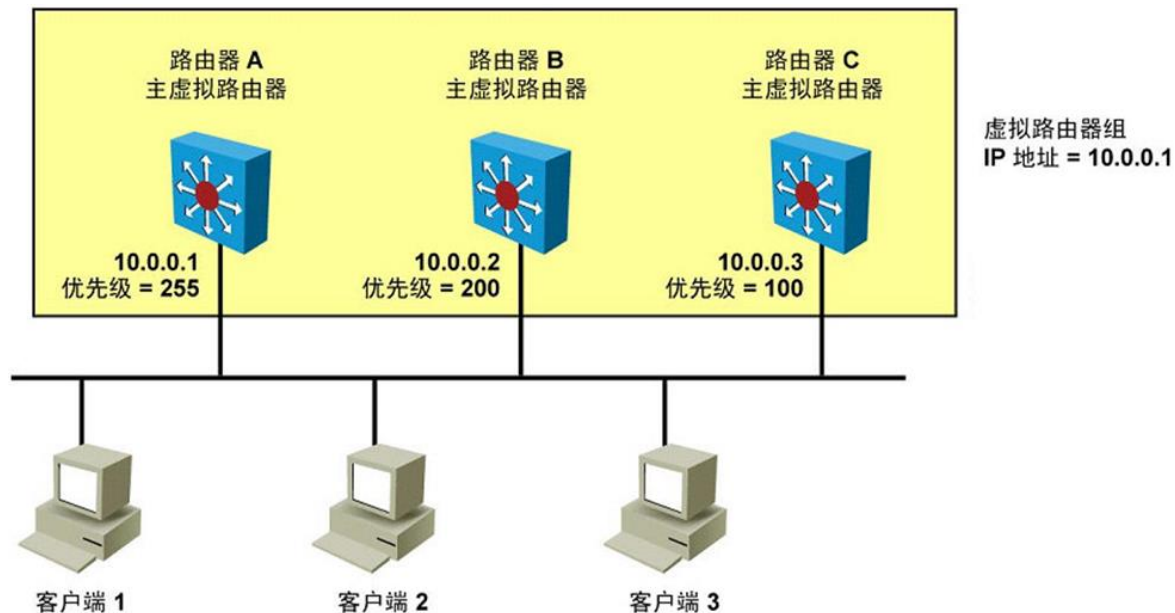 路由器 A
主虚拟路由器
路由器 B
主虚拟路由器
路由器 C
主虚拟路由器
虚拟路由器组
IP 地址 = 10.0.0.1
10.0.0.1
优先级 = 255
10.0.0.2
优先级 = 200
10.0.0.3
优先级 = 100
客户端 1
客户端 2
客户端 3